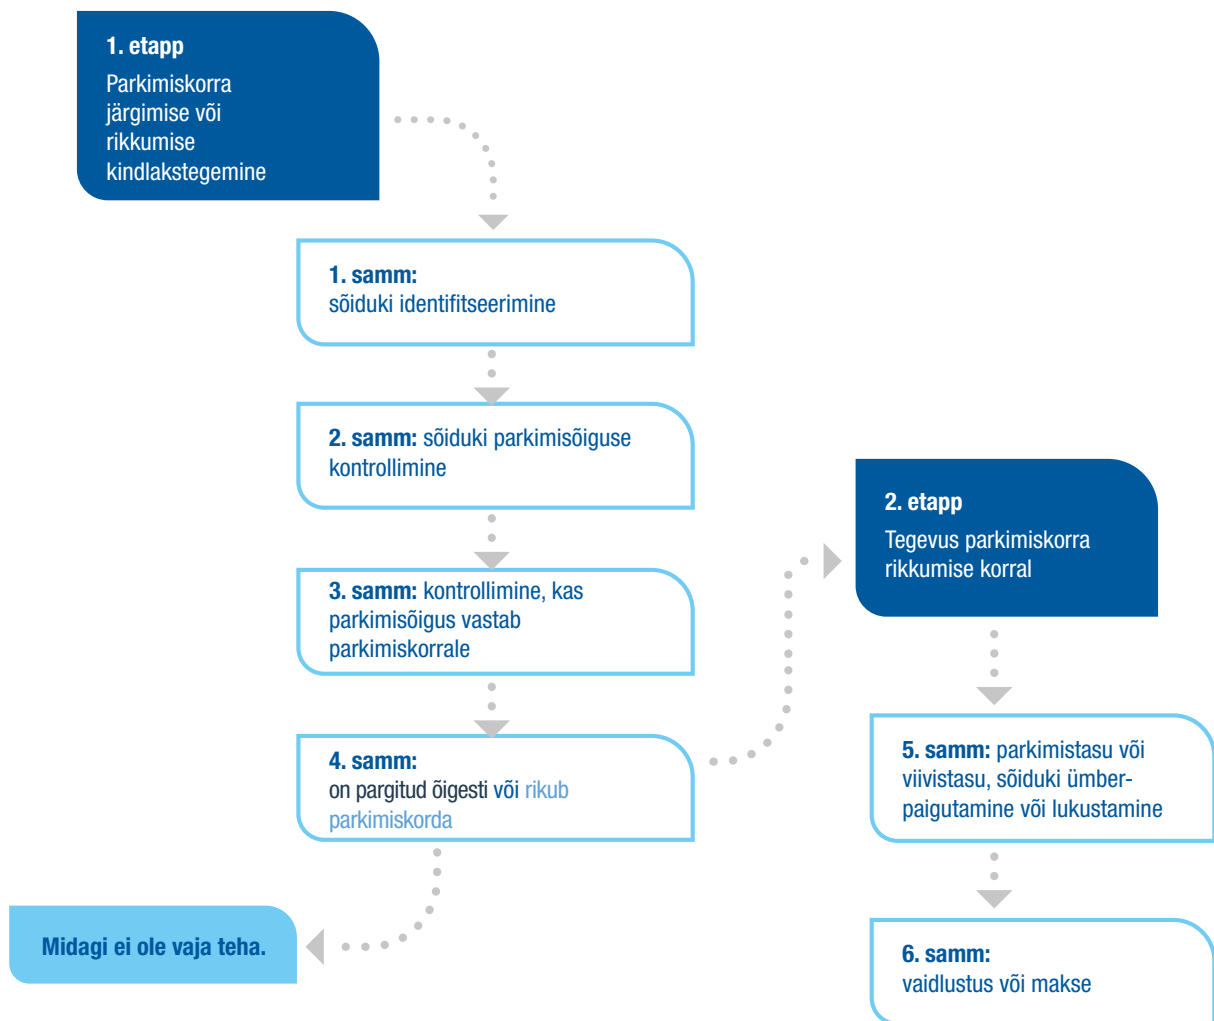 1. etapp
Parkimiskorra
järgimise või
rikkumise
kindlakstegemine
1. samm:
sõiduki identifitseerimine
2. samm: sõiduki parkimisõiguse
kontrollimine
3. samm: kontrollimine, kas
parkimisõigus vastab
parkimiskorrale
4. samm:
on pargitud õigesti või rikub
parkimiskorda
Midagi ei ole vaja teha.
2. etapp
Tegevus parkimiskorra
rikkumise korral
5. samm: parkimistasu või
viivistasu, sõiduki ümber-
paigutamine või lukustamine
6. samm:
vaidlustus või makse